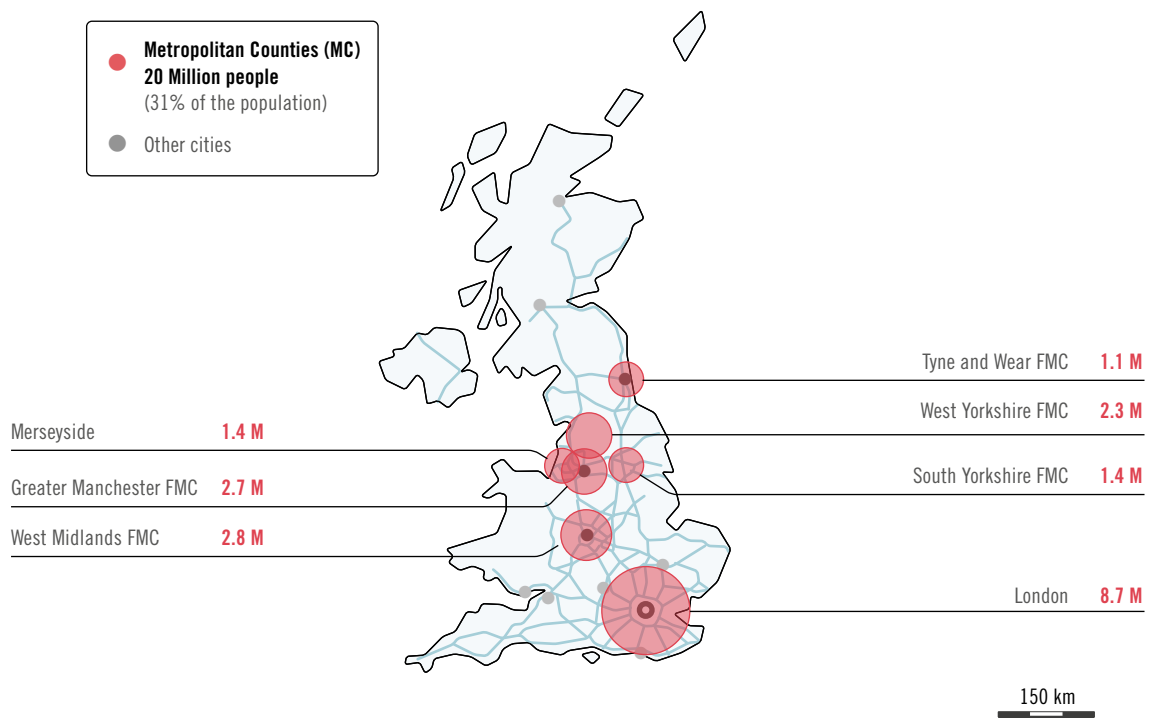 Metropolitan Counties (MC)
20 Million people
(31% of the population)
Other cities
Tyne and Wear FMC 1.1 M
West Yorkshire FMC 2.3 M
Merseyside 1.4 M
South Yorkshire FMC 1.4 M
Greater Manchester FMC 2.7 M
West Midlands FMC 2.8 M
London 8.7 M
150 km